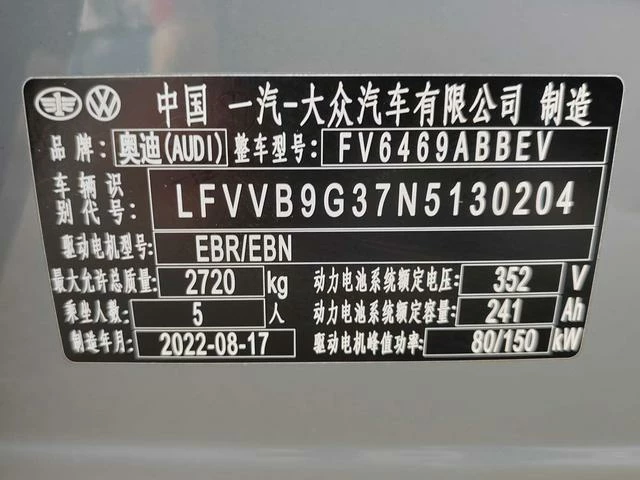 中国 一汽-大众汽车有限公司 制造
品牌: 奥迪(AUDI) 整车型号: FV6469ABBEV
车辆识别代号: LFVVB9G37N5130204
驱动电机型号: EBR/EBN
最大允许总质量: 2720 kg 动力电池系统额定电压: 352 V
乘坐人数: 5 人 动力电池系统额定容量: 241 Ah
制造年月: 2022-08-17 驱动电机峰值功率: 80/150 kW